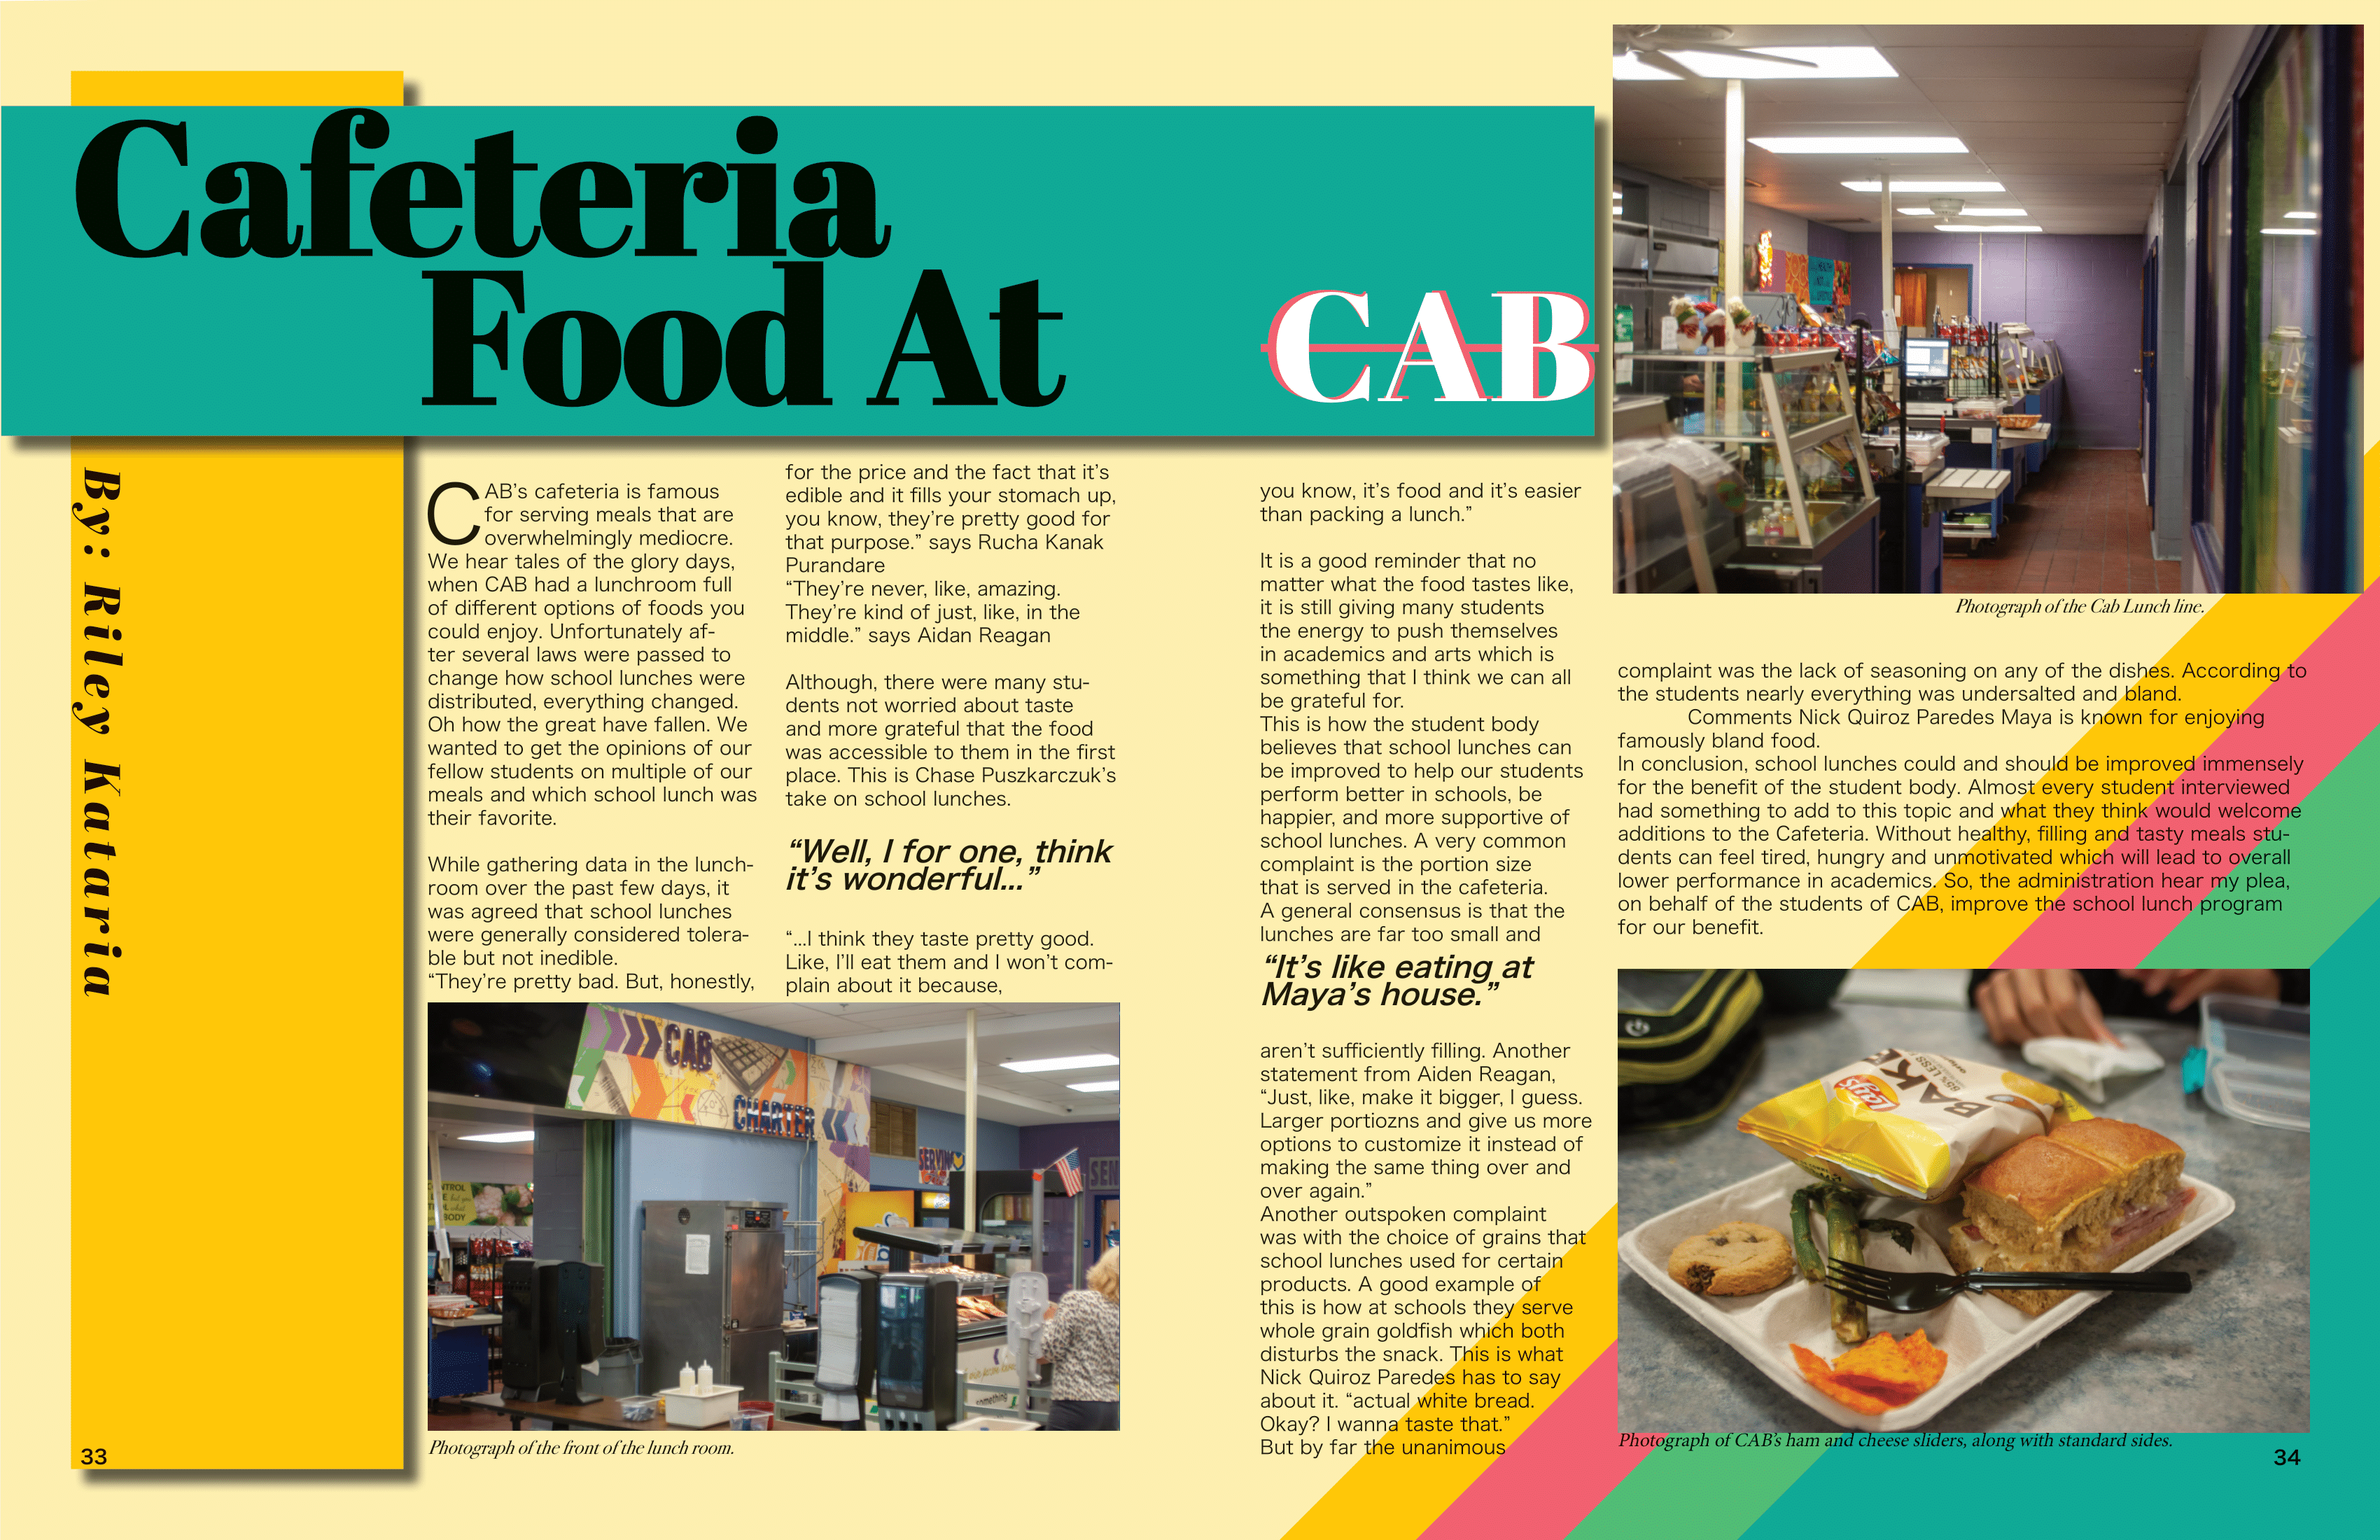 Cafeteria
Food At
CAB
By: Riley Kataria
CAB’s cafeteria is famous
for serving meals that are
overwhelmingly mediocre.
We hear tales of the glory days,
when CAB had a lunchroom full
of different options of foods you
could enjoy. Unfortunately af-
ter several laws were passed to
change how school lunches were
distributed, everything changed.
Oh how the great have fallen. We
wanted to get the opinions of our
fellow students on multiple of our
meals and which school lunch was
their favorite.
While gathering data in the lunch-
room over the past few days, it
was agreed that school lunches
were generally considered tolera-
ble but not inedible.
“They’re pretty bad. But, honestly,
for the price and the fact that it’s
edible and it fills your stomach up,
you know, they’re pretty good for
that purpose.” says Rucha Kanak
Purandare
“They’re never, like, amazing.
They’re kind of just, like, in the
middle.” says Aidan Reagan
Although, there were many stu-
dents not worried about taste
and more grateful that the food
was accessible to them in the first
place. This is Chase Puszkarczuk’s
take on school lunches.
“Well, I for one, think
it’s wonderful...”
“...I think they taste pretty good.
Like, I’ll eat them and I won’t com-
plain about it because,
CAB
CHARTER
SERVIN
SEN
NTROL
BODY
something
Photograph of the front of the lunch room.
33
you know, it’s food and it’s easier
than packing a lunch.”
It is a good reminder that no
matter what the food tastes like,
it is still giving many students
the energy to push themselves
in academics and arts which is
something that I think we can all
be grateful for.
This is how the student body
believes that school lunches can
be improved to help our students
perform better in schools, be
happier, and more supportive of
school lunches. A very common
complaint is the portion size
that is served in the cafeteria.
A general consensus is that the
lunches are far too small and
“It’s like eating at
Maya’s house.”
aren’t sufficiently filling. Another
statement from Aiden Reagan,
“Just, like, make it bigger, I guess.
Larger portiozns and give us more
options to customize it instead of
making the same thing over and
over again.”
Another outspoken complaint
was with the choice of grains that
school lunches used for certain
products. A good example of
this is how at schools they serve
whole grain goldfish which both
disturbs the snack. This is what
Nick Quiroz Paredes has to say
about it. “actual white bread.
Okay? I wanna taste that.”
But by far the unanimous
Photograph of the Cab Lunch line.
complaint was the lack of seasoning on any of the dishes. According to
the students nearly everything was undersalted and bland.
Comments Nick Quiroz Paredes Maya is known for enjoying
famously bland food.
In conclusion, school lunches could and should be improved immensely
for the benefit of the student body. Almost every student interviewed
had something to add to this topic and what they think would welcome
additions to the Cafeteria. Without healthy, filling and tasty meals stu-
dents can feel tired, hungry and unmotivated which will lead to overall
lower performance in academics. So, the administration hear my plea,
on behalf of the students of CAB, improve the school lunch program
for our benefit.
Lay's
BAKE
65% LESS
Photograph of CAB’s ham and cheese sliders, along with standard sides.
34